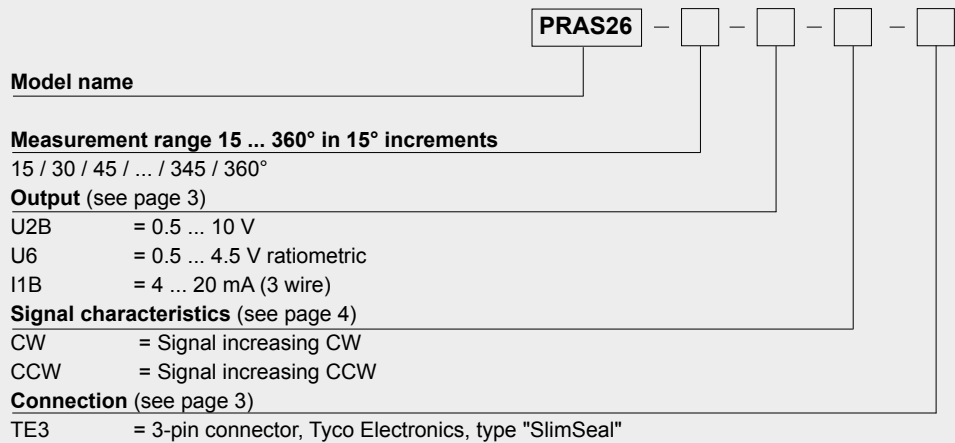 PRAS26 – – – –
Model name
Measurement range 15 ... 360° in 15° increments
15 / 30 / 45 / ... / 345 / 360°
Output (see page 3)
U2B = 0.5 ... 10 V
U6 = 0.5 ... 4.5 V ratiometric
I1B = 4 ... 20 mA (3 wire)
Signal characteristics (see page 4)
CW = Signal increasing CW
CCW = Signal increasing CCW
Connection (see page 3)
TE3 = 3-pin connector, Tyco Electronics, type "SlimSeal"